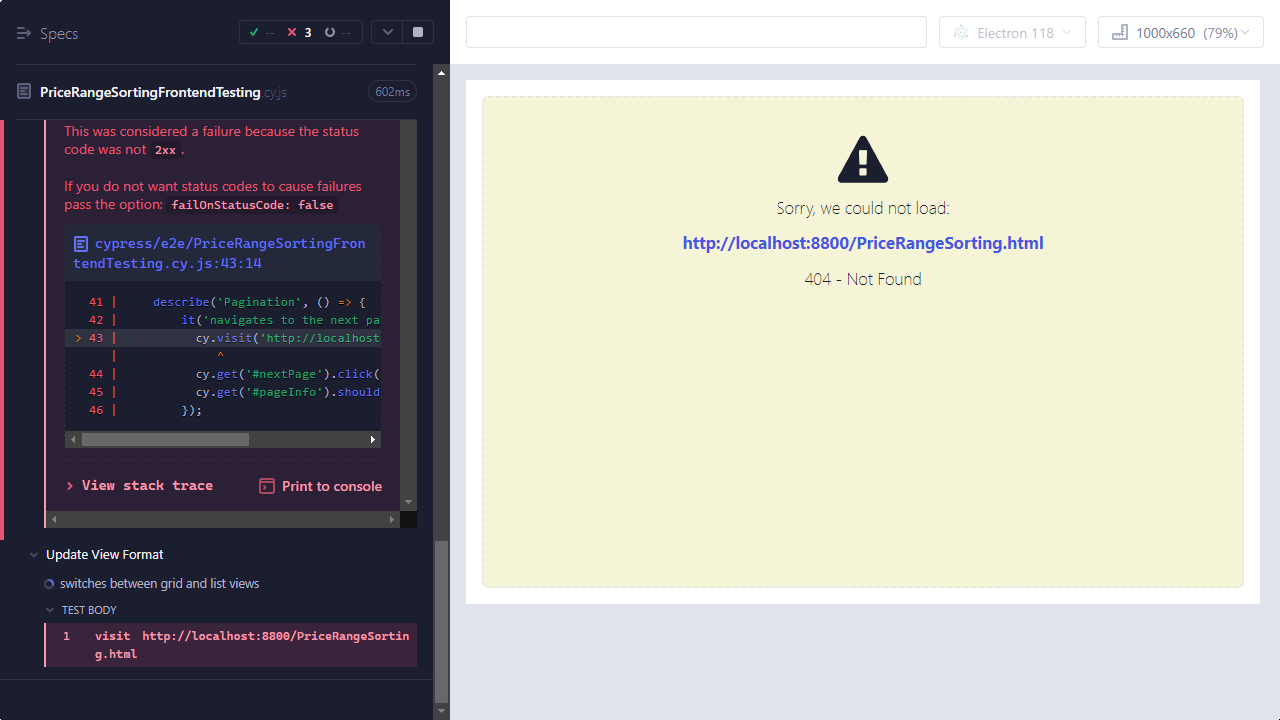 Specs
-- 3 --
PriceRangeSortingFrontendTesting.cy.js 602ms
This was considered a failure because the status
code was not 2xx .
If you do not want status codes to cause failures
pass the option: failOnStatusCode: false
cypress/e2e/PriceRangeSortingFron
tendTesting.cy.js:43:14
41 | describe('Pagination', () => {
42 | it('navigates to the next pa
> 43 | cy.visit('http://localhost
| ^
44 | cy.get('#nextPage').click(
45 | cy.get('#pageInfo').should
46 | });
> View stack trace
Print to console
Update View Format
switches between grid and list views
TEST BODY
1 visit http://localhost:8800/PriceRangeSortin
g.html
Electron 118
1000x660 (79%)
Sorry, we could not load:
http://localhost:8800/PriceRangeSorting.html
404 - Not Found